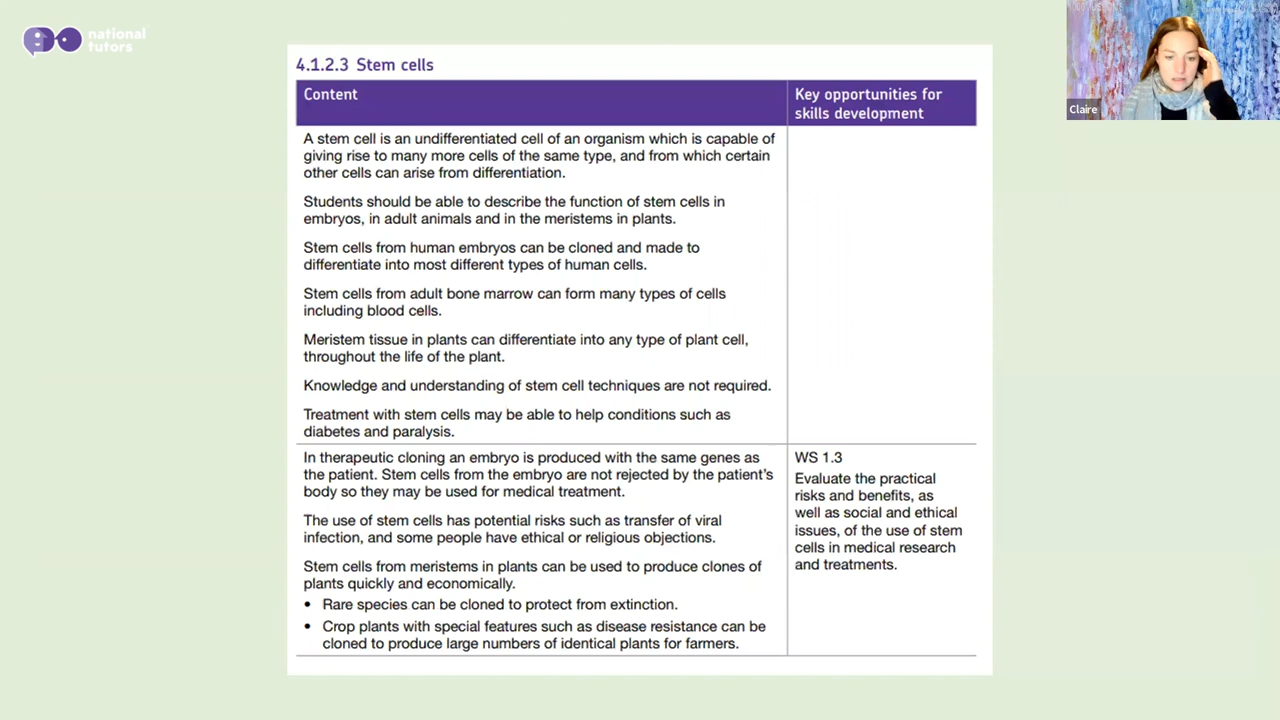 national
tutors
4.1.2.3 Stem cells
Content
Key opportunities for
skills development
A stem cell is an undifferentiated cell of an organism which is capable of
giving rise to many more cells of the same type, and from which certain
other cells can arise from differentiation.
Students should be able to describe the function of stem cells in
embryos, in adult animals and in the meristems in plants.
Stem cells from human embryos can be cloned and made to
differentiate into most different types of human cells.
Stem cells from adult bone marrow can form many types of cells
including blood cells.
Meristem tissue in plants can differentiate into any type of plant cell,
throughout the life of the plant.
Knowledge and understanding of stem cell techniques are not required.
Treatment with stem cells may be able to help conditions such as
diabetes and paralysis.
In therapeutic cloning an embryo is produced with the same genes as
the patient. Stem cells from the embryo are not rejected by the patient's
body so they may be used for medical treatment.
The use of stem cells has potential risks such as transfer of viral
infection, and some people have ethical or religious objections.
Stem cells from meristems in plants can be used to produce clones of
plants quickly and economically.
• Rare species can be cloned to protect from extinction.
• Crop plants with special features such as disease resistance can be
cloned to produce large numbers of identical plants for farmers.
WS 1.3
Evaluate the practical
risks and benefits, as
well as social and ethical
issues, of the use of stem
cells in medical research
and treatments.
Claire